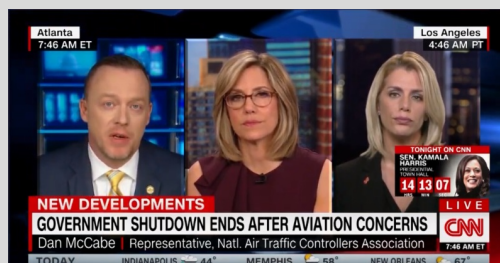 Atlanta
7:46 AM ET
Los Angeles
4:46 AM PT
TONIGHT ON CNN
SEN. KAMALA
HARRIS
PRESIDENTIAL
TOWN HALL
14 13 07
NEW DEVELOPMENTS
LIVE
GOVERNMENT SHUTDOWN ENDS AFTER AVIATION CONCERNS
CNN
Dan McCabe | Representative, Natl. Air Traffic Controllers Association
7:46 AM ET
TODAY INDIANAPOLIS 44° MEMPHIS 58° NEW ORLEANS 67°